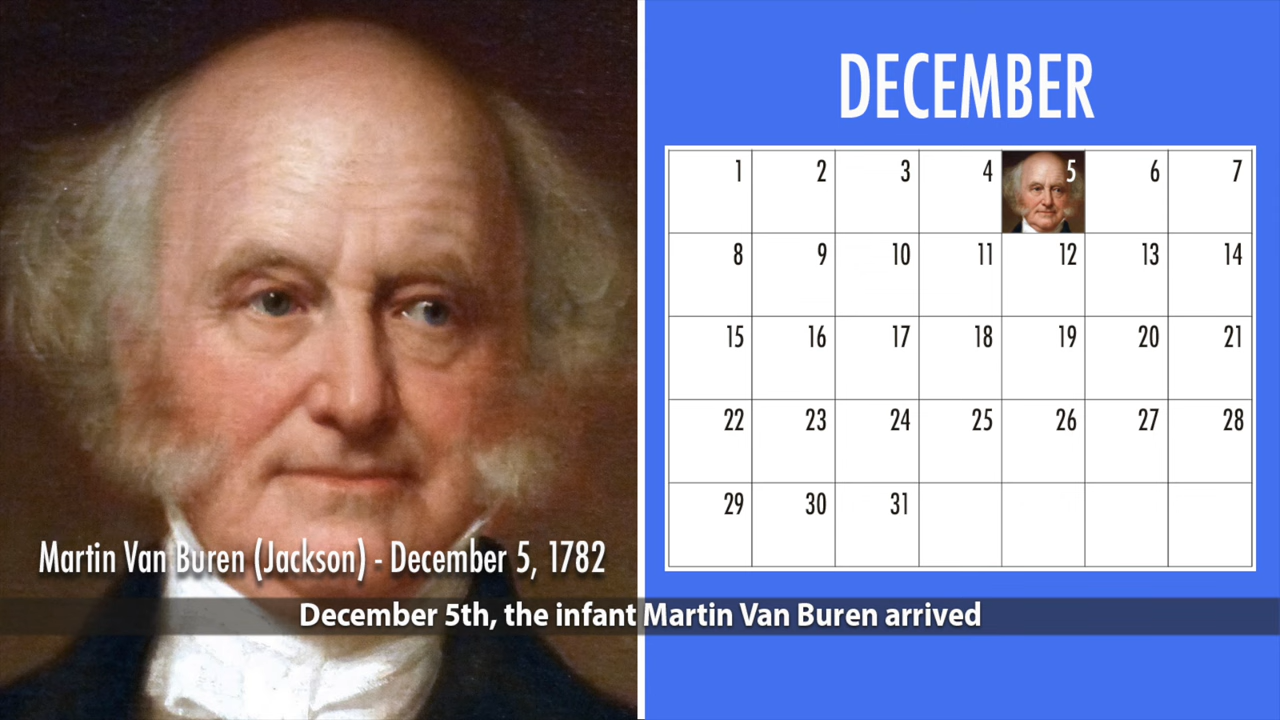 DECEMBER
1 2 3 4 5 6 7
8 9 10 11 12 13 14
15 16 17 18 19 20 21
22 23 24 25 26 27 28
29 30 31
Martin Van Buren (Jackson) - December 5, 1782
December 5th, the infant Martin Van Buren arrived